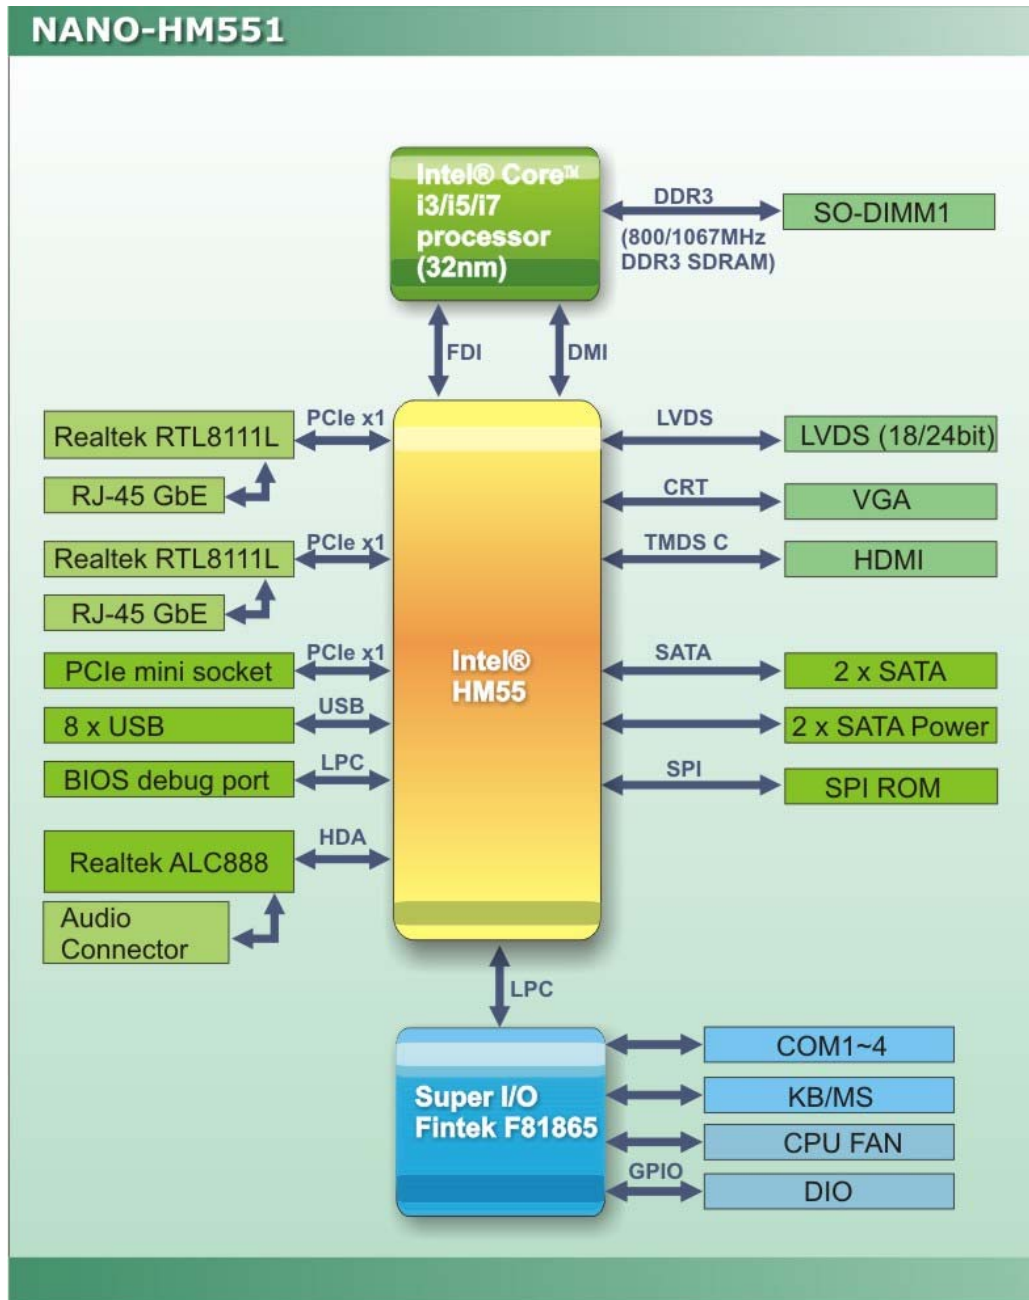 NANO-HM551
Intel® Core™
i3/i5/i7
processor
(32nm)
DDR3
(800/1067MHz
DDR3 SDRAM)
SO-DIMM1
FDI
DMI
Realtek RTL8111L
PCIe x1
RJ-45 GbE
Realtek RTL8111L
PCIe x1
RJ-45 GbE
PCIe mini socket
PCIe x1
8 x USB
USB
BIOS debug port
LPC
Realtek ALC888
HDA
Audio
Connector
Intel®
HM55
LVDS
LVDS (18/24bit)
CRT
VGA
TMDS C
HDMI
SATA
2 x SATA
2 x SATA Power
SPI
SPI ROM
LPC
Super I/O
Fintek F81865
COM1~4
KB/MS
CPU FAN
GPIO
DIO